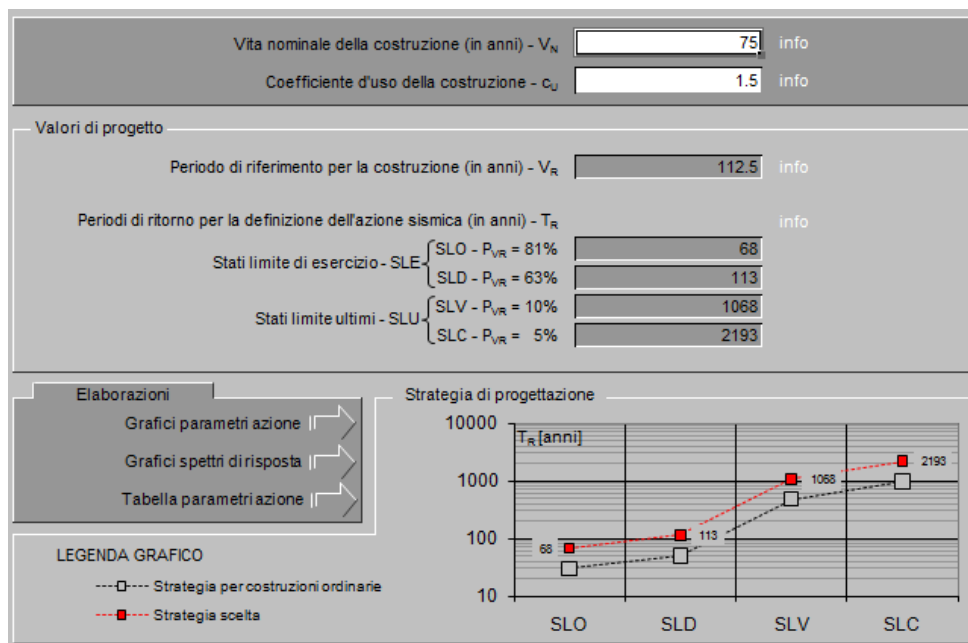 Vita nominale della costruzione (in anni) - VN 75 info
Coefficiente d'uso della costruzione - cU 1.5 info
Valori di progetto
Periodo di riferimento per la costruzione (in anni) - VR 112.5 info
Periodi di ritorno per la definizione dell'azione sismica (in anni) - TR info
Stati limite di esercizio - SLE
SLO - PVR = 81% 68
SLD - PVR = 63% 113
Stati limite ultimi - SLU
SLV - PVR = 10% 1068
SLC - PVR = 5% 2193
Elaborazioni
Grafici parametri azione
Grafici spettri di risposta
Tabella parametri azione
LEGENDA GRAFICO
Strategia per costruzioni ordinarie
Strategia scelta
Strategia di progettazione
TR [anni]
10000
1000
100
10
68
113
1068
2193
SLO SLD SLV SLC